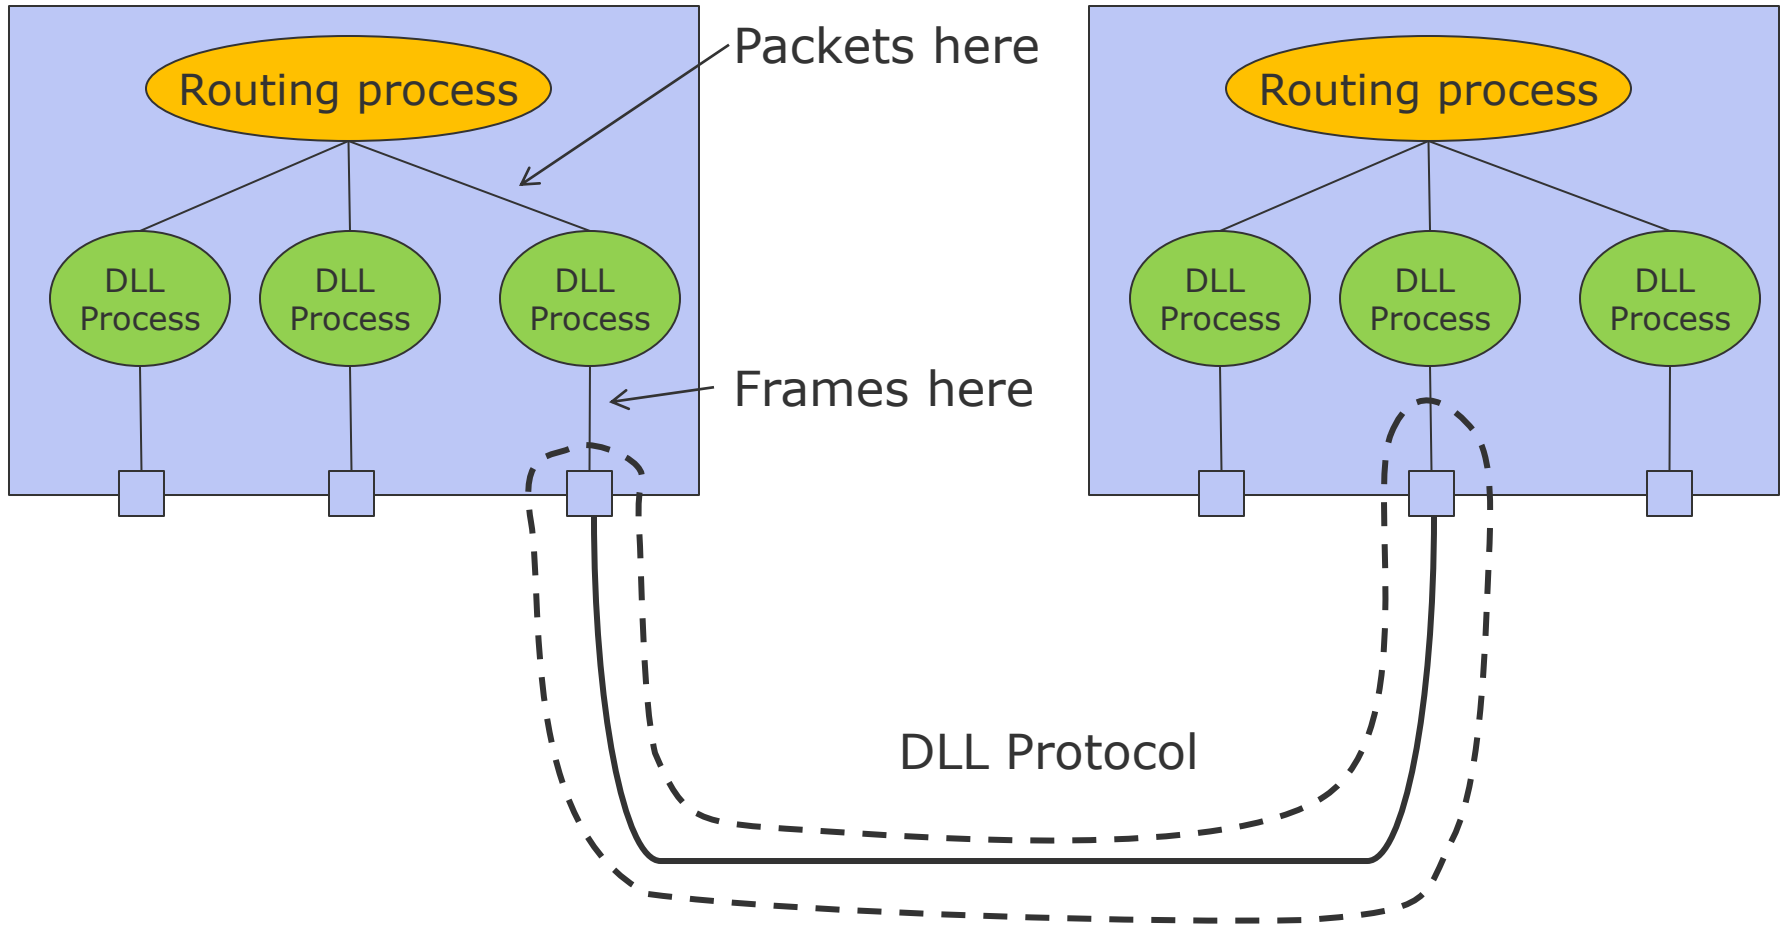 Packets here
Routing process
Routing process
DLL
Process
DLL
Process
DLL
Process
DLL
Process
DLL
Process
DLL
Process
Frames here
DLL Protocol